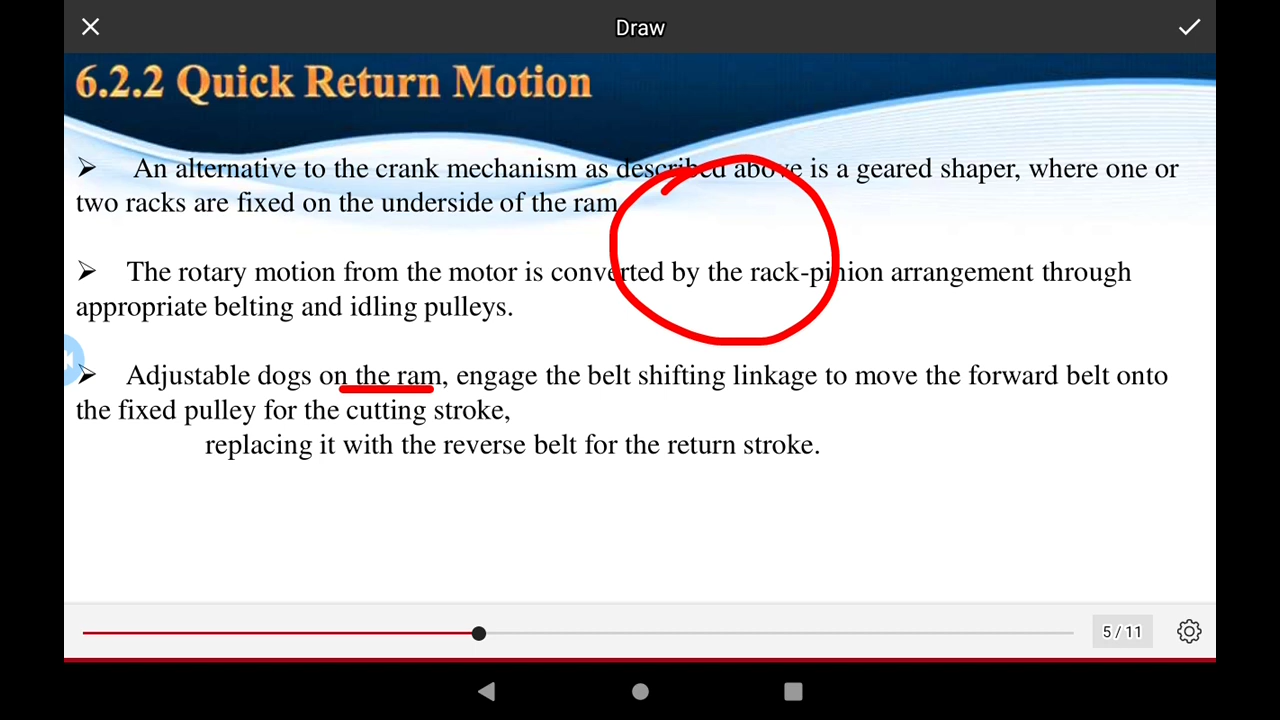 Draw
6.2.2 Quick Return Motion
➢ An alternative to the crank mechanism as described above is a geared shaper, where one or
two racks are fixed on the underside of the ram
➢ The rotary motion from the motor is converted by the rack-pinion arrangement through
appropriate belting and idling pulleys.
➢ Adjustable dogs on the ram, engage the belt shifting linkage to move the forward belt onto
the fixed pulley for the cutting stroke,
replacing it with the reverse belt for the return stroke.
5 / 11